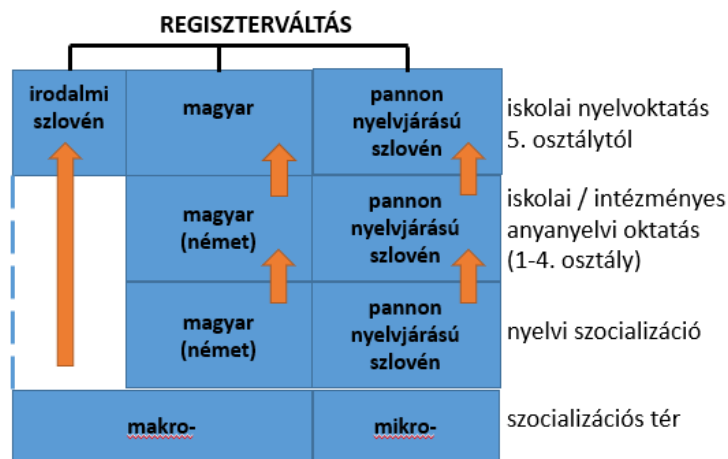 REGISZTERVÁLTÁS
irodalmi
szlovén
magyar
pannon
nyelvjárású
szlovén
iskolai nyelvoktatás
5. osztálytól
magyar
(német)
pannon
nyelvjárású
szlovén
iskolai / intézményes
anyanyelvi oktatás
(1-4. osztály)
magyar
(német)
pannon
nyelvjárású
szlovén
nyelvi szocializáció
makro-
mikro-
szocializációs tér